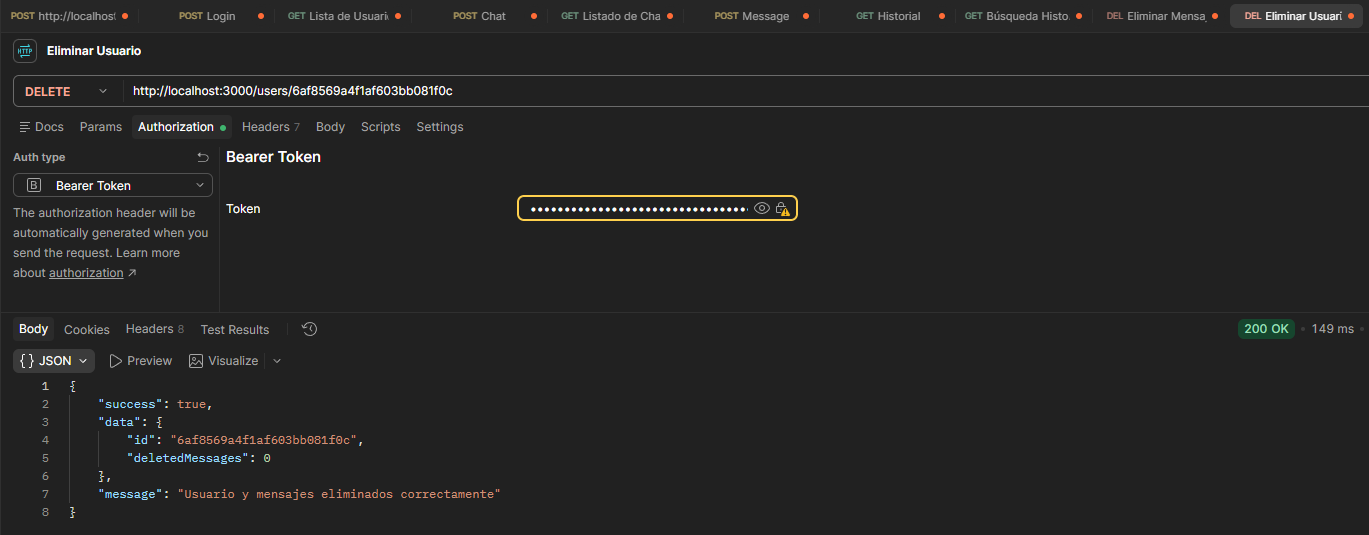 POST http://localhost POST Login GET Lista de Usuari POST Chat GET Listado de Cha POST Message GET Historial GET Búsqueda Histo. DEL Eliminar Mensa, DEL Eliminar Usuari
HTTP Eliminar Usuario
DELETE http://localhost:3000/users/6af8569a4f1af603bb081f0c
Docs Params Authorization Headers 7 Body Scripts Settings
Auth type
Bearer Token
B Bearer Token
Token
The authorization header will be
automatically generated when you
send the request. Learn more
about authorization ↗
Body Cookies Headers 8 Test Results 200 OK • 149 ms •
{} JSON Preview Visualize
1 {
2 "success": true,
3 "data": {
4 "id": "6af8569a4f1af603bb081f0c",
5 "deletedMessages": 0
6 },
7 "message": "Usuario y mensajes eliminados correctamente"
8 }